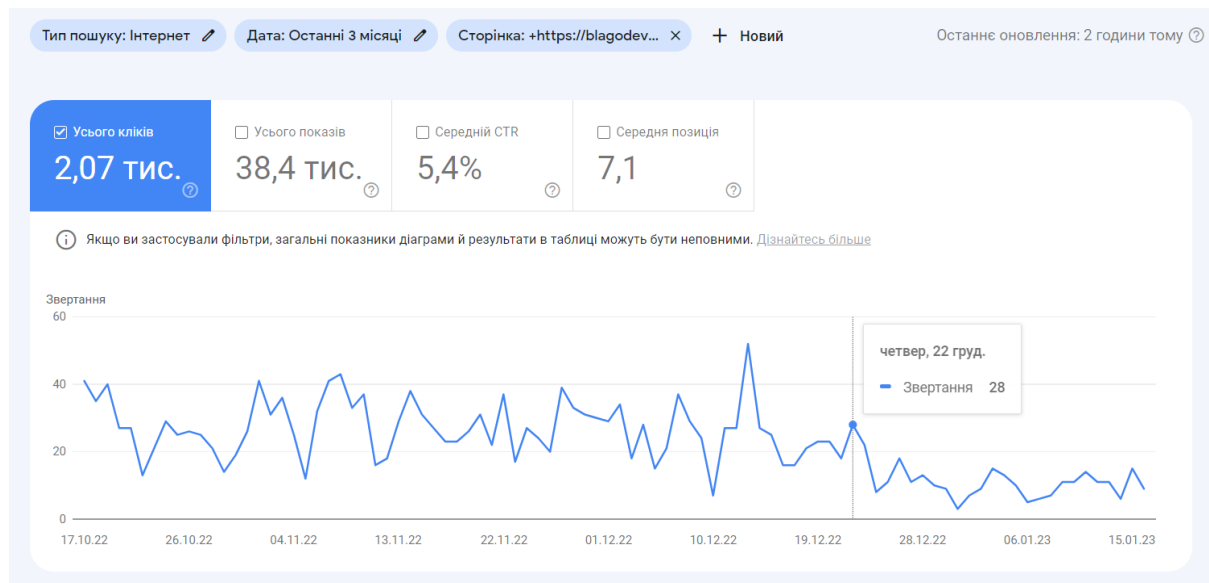 Тип пошуку: Інтернет Дата: Останні 3 місяці Сторінка: +https://blagodev... × + Новий Останнє оновлення: 2 години тому
Усього кліків Усього показів Середній CTR Середня позиція
2,07 тис. 38,4 тис. 5,4% 7,1
Якщо ви застосували фільтри, загальні показники діаграми й результати в таблиці можуть бути неповними. Дізнайтесь більше
Звертання
60
четвер, 22 груд.
40
Звертання 28
20
0
17.10.22 26.10.22 04.11.22 13.11.22 22.11.22 01.12.22 10.12.22 19.12.22 28.12.22 06.01.23 15.01.23